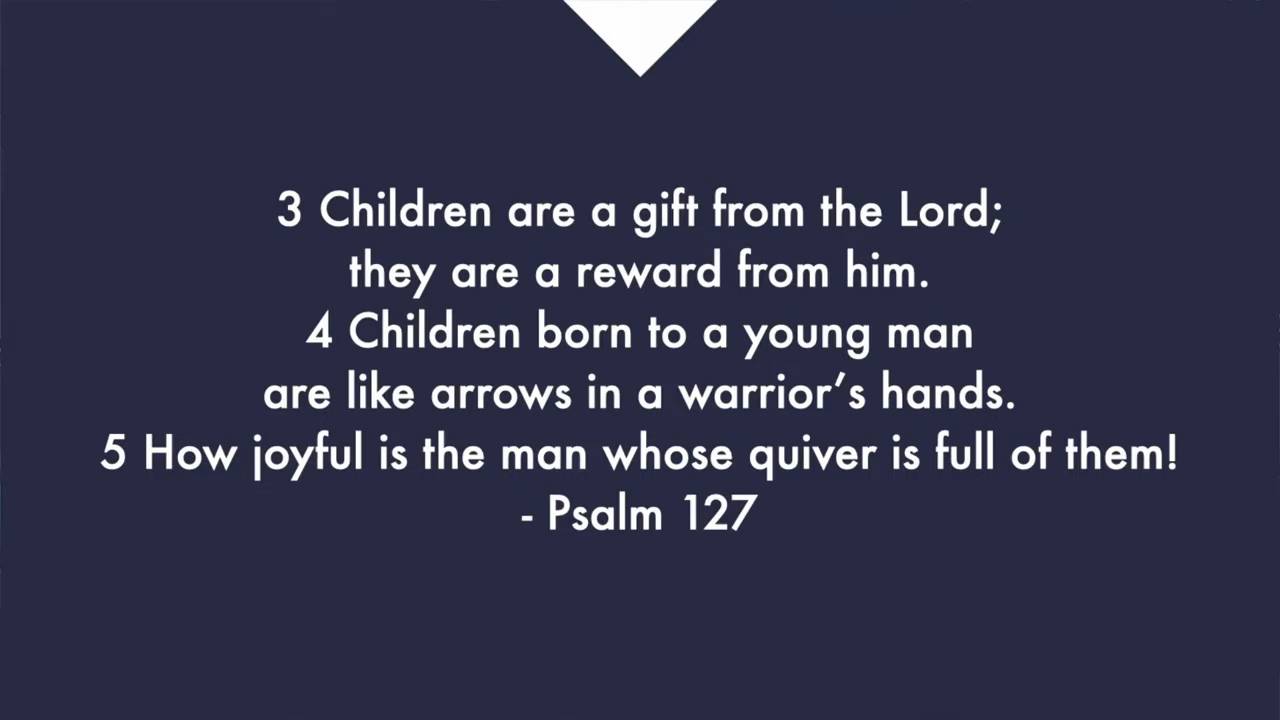 3 Children are a gift from the Lord;
they are a reward from him.
4 Children born to a young man
are like arrows in a warrior’s hands.
5 How joyful is the man whose quiver is full of them!
- Psalm 127